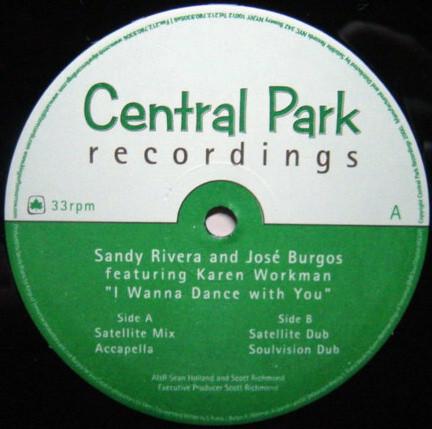 Central Park
recordings
33rpm
A
Sandy Rivera and José Burgos
featuring Karen Workman
"I Wanna Dance with You"
Side A
Satellite Mix
Accapella
Side B
Satellite Dub
Soulvision Dub
A&R Sean Holland and Scott Richmond
Executive Producer Scott Richmond